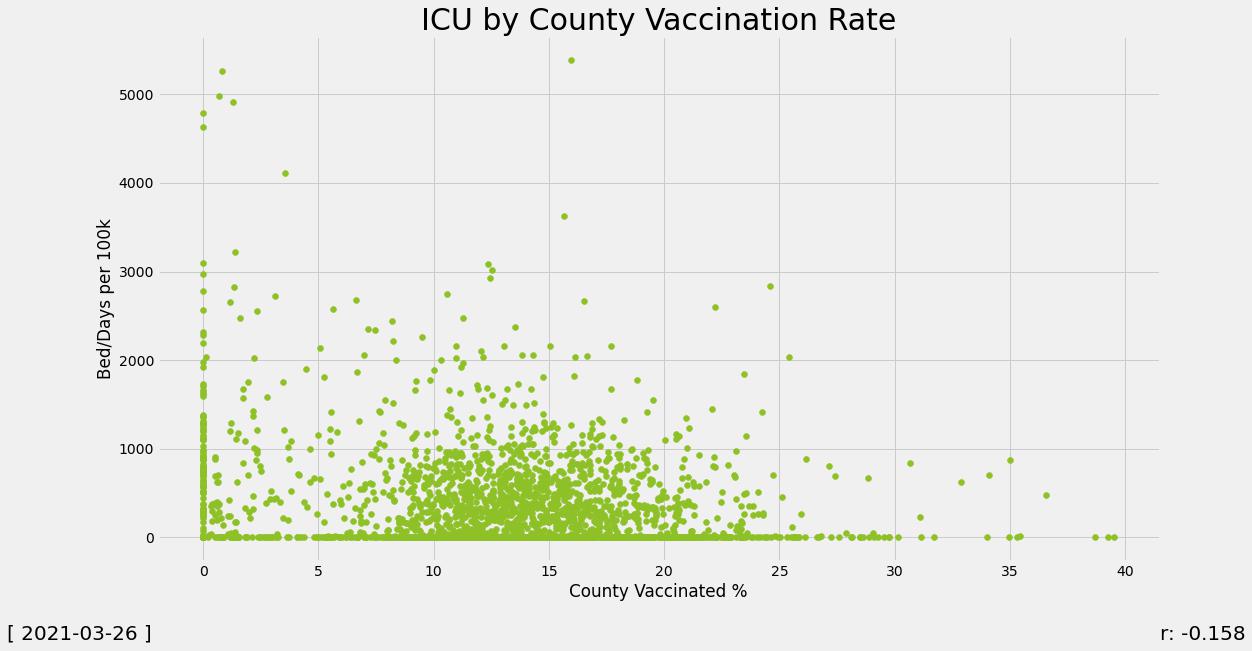 ICU by County Vaccination Rate
Bed/Days per 100k
5000
4000
3000
2000
1000
0
0 5 10 15 20 25 30 35 40
County Vaccinated %
[ 2021-03-26 ]
r: -0.158